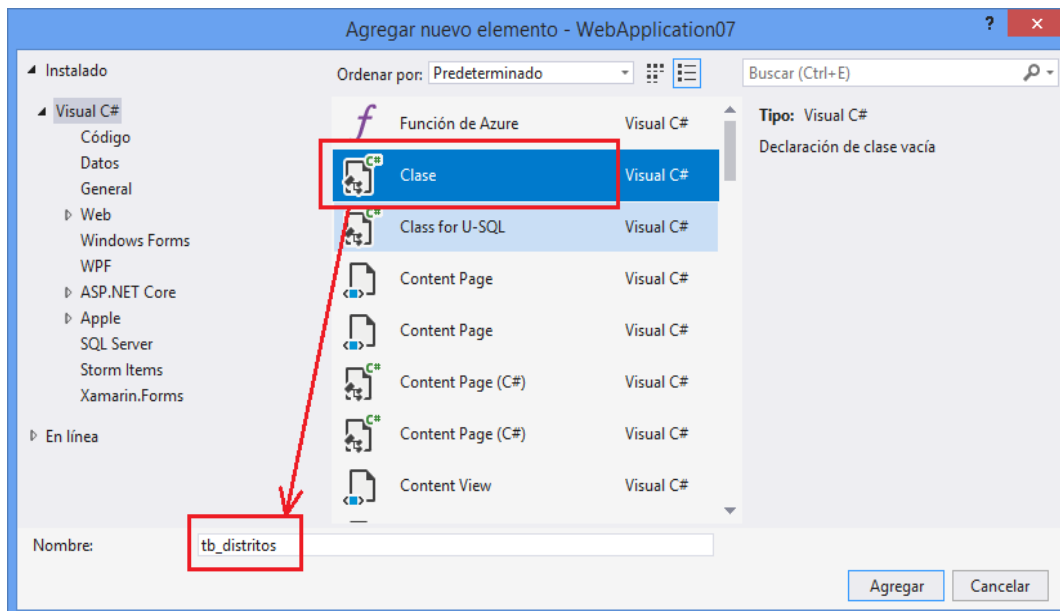 Agregar nuevo elemento - WebApplication07
?
×
Instalado
Visual C#
Código
Datos
General
Web
Windows Forms
WPF
ASP.NET Core
Apple
SQL Server
Storm Items
Xamarin.Forms
En línea
Ordenar por: Predeterminado
Función de Azure Visual C#
C# Clase Visual C#
C# Class for U-SQL Visual C#
Content Page Visual C#
Content Page Visual C#
C# Content Page (C#) Visual C#
C# Content Page (C#) Visual C#
Content View Visual C#
Buscar (Ctrl+E)
Tipo: Visual C#
Declaración de clase vacía
Nombre: tb_distritos
Agregar Cancelar